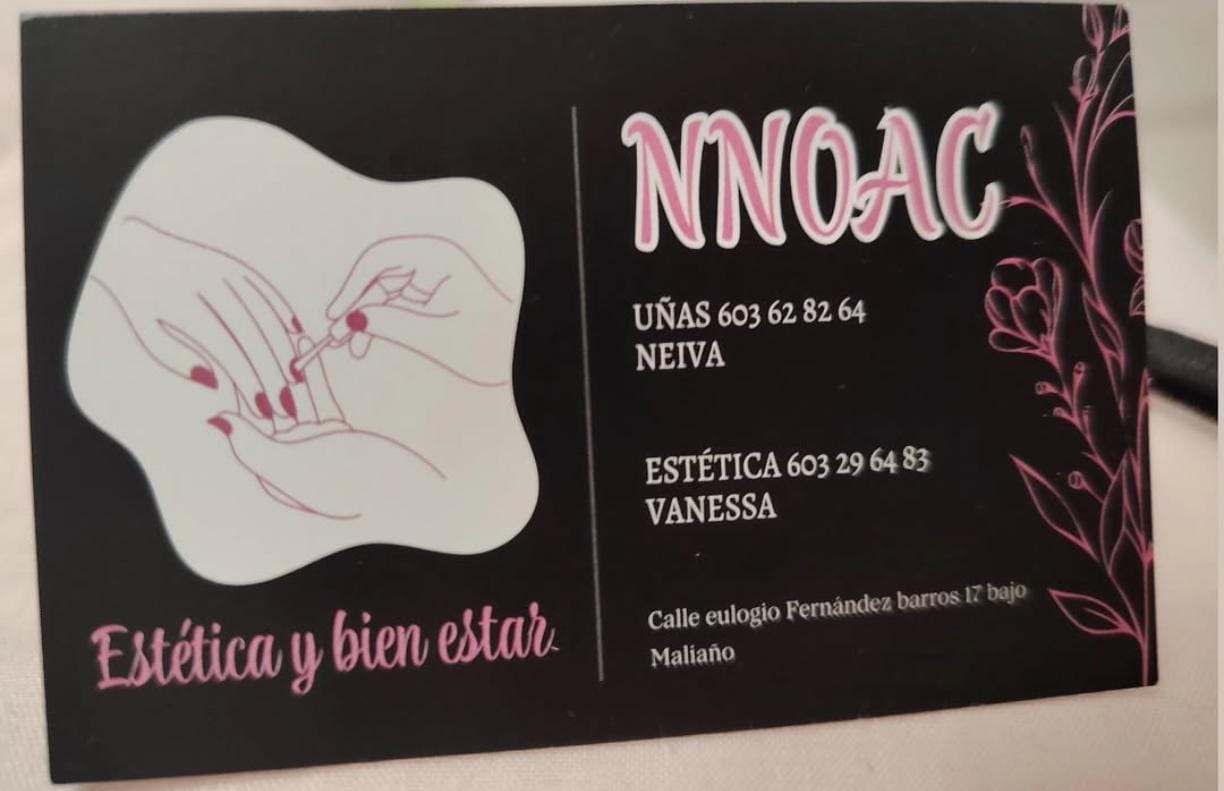 NNOAC
UÑAS 603 62 82 64
NEIVA
ESTÉTICA 603 29 64 83
VANESSA
Calle eulogio Fernández barros 17 bajo
Maliaño
Estética y bien estar